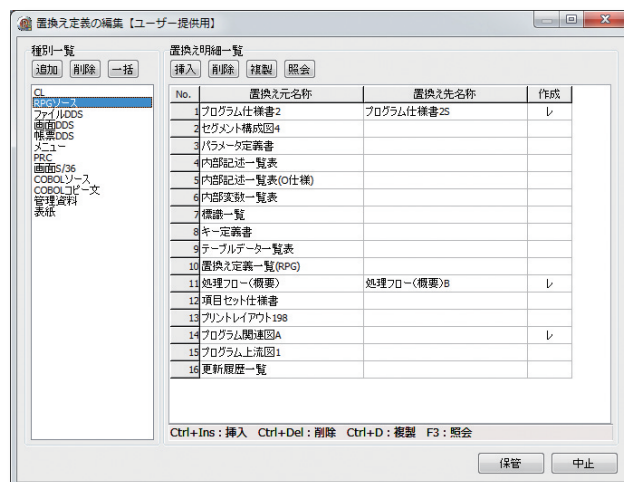 置換え定義の編集【ユーザー提供用】
種別一覧
追加 削除 一括
CL
RPGソース
ファイルDDS
画面DDS
帳票DDS
メニュー
PRC
画面S/36
COBOLソース
COBOLコピー文
管理資料
表紙
置換え明細一覧
挿入 削除 複製 照会
No. 置換え元名称 置換え先名称 作成
1 プログラム仕様書2 プログラム仕様書2S レ
2 セグメント構成図4
3 パラメータ定義書
4 内部記述一覧表
5 内部記述一覧表(O仕様)
6 内部変数一覧表
7 標識一覧
8 キー定義書
9 テーブルデーター覧表
10 置換え定義一覧(RPG)
11 処理フロー(概要) 処理フロー(概要)B レ
12 項目セット仕様書
13 プリントレイアウト198
14 プログラム関連図A レ
15 プログラム上流図1
16 更新履歴一覧
Ctrl+Ins : 挿入 Ctrl+Del : 削除 Ctrl+D : 複製 F3 : 照会
保管 中止